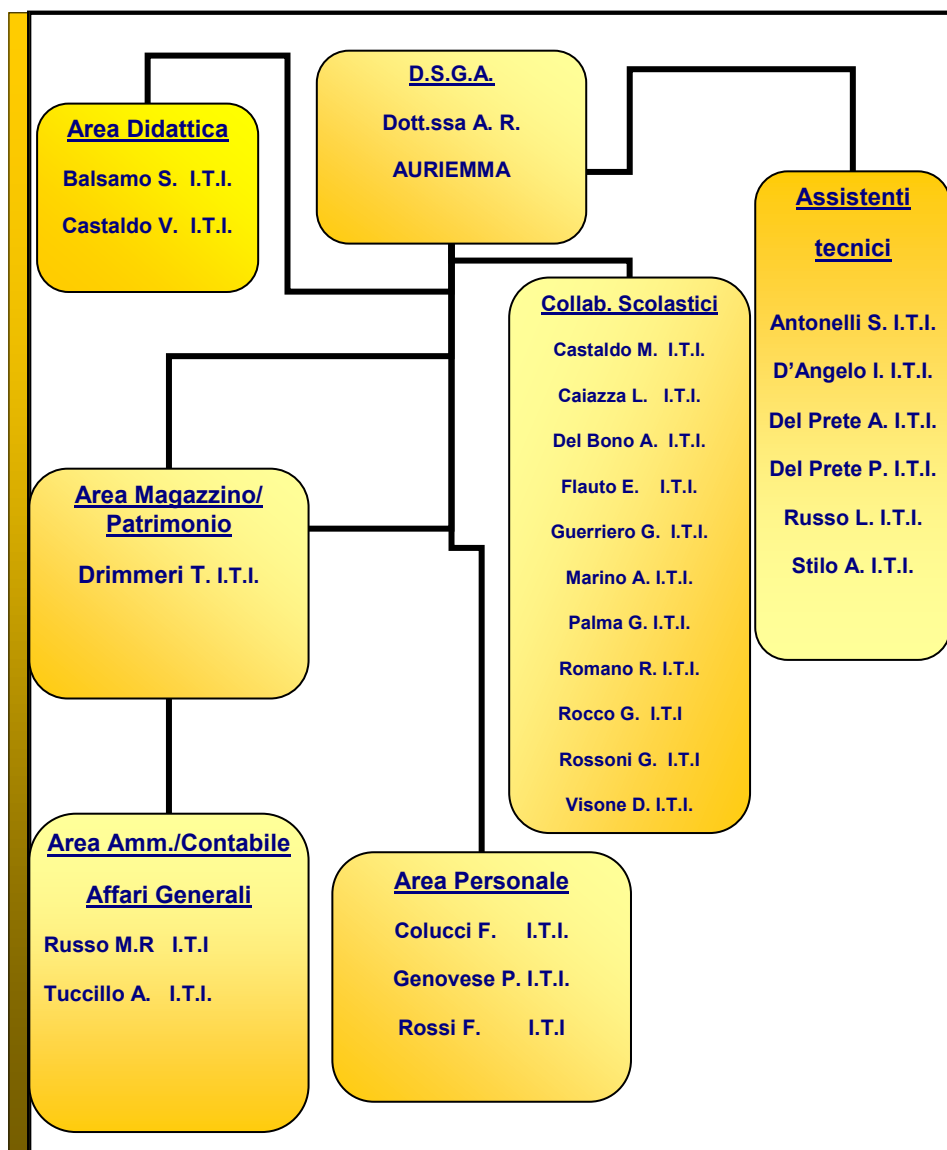 D.S.G.A.
Dott.ssa A. R.
AURIEMMA
Area Didattica
Balsamo S. I.T.I.
Castaldo V. I.T.I.
Assistenti
tecnici
Antonelli S. I.T.I.
D'Angelo I. I.T.I.
Del Prete A. I.T.I.
Del Prete P. I.T.I.
Russo L. I.T.I.
Stilo A. I.T.I.
Collab. Scolastici
Castaldo M. I.T.I.
Caiazza L. I.T.I.
Del Bono A. I.T.I.
Flauto E. I.T.I.
Guerriero G. I.T.I.
Marino A. I.T.I.
Palma G. I.T.I.
Romano R. I.T.I.
Rocco G. I.T.I
Rossoni G. I.T.I
Visone D. I.T.I.
Area Magazzino/
Patrimonio
Drimmeri T. I.T.I.
Area Amm./Contabile
Affari Generali
Russo M.R I.T.I
Tuccillo A. I.T.I.
Area Personale
Colucci F. I.T.I.
Genovese P. I.T.I.
Rossi F. I.T.I